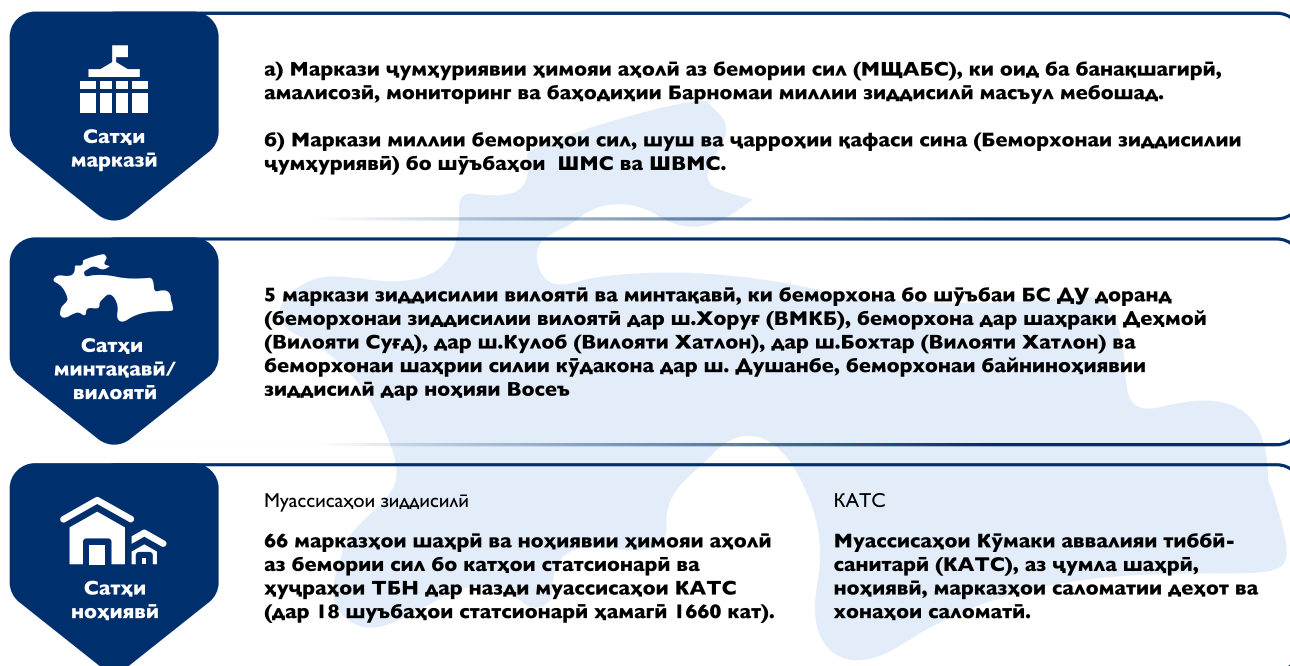 Сатҳи
марказӣ
а) Маркази ҷумҳуриявии ҳимояи аҳолӣ аз бемории сил (МЩАБС), ки оид ба банақшагирӣ,
амалисозӣ, мониторинг ва баҳодиҳии Барномаи миллии зиддисилӣ масъул мебошад.
б) Маркази миллии бемориҳои сил, шуш ва ҷарроҳии қафаси сина (Беморхонаи зиддисилии
ҷумҳуриявӣ) бо шӯъбаҳои ШМС ва ШВМС.
Сатҳи
минтақавӣ/
вилоятӣ
5 маркази зиддисилии вилоятӣ ва минтақавӣ, ки беморхона бо шӯъбаи БС ДУ доранд
(беморхонаи зиддисилии вилоятӣ дар ш.Хоруғ (ВМКБ), беморхона дар шаҳраки Деҳмой
(Вилояти Суғд), дар ш.Кулоб (Вилояти Хатлон), дар ш.Бохтар (Вилояти Хатлон) ва
беморхонаи шаҳрии силии кӯдакона дар ш. Душанбе, беморхонаи байниноҳиявии
зиддисилӣ дар ноҳияи Восеъ
Сатҳи
ноҳиявӣ
Муассисаҳои зиддисилӣ
66 марказҳои шаҳрӣ ва ноҳиявии ҳимояи аҳолӣ
аз бемории сил бо катҳои статсионарӣ ва
ҳуҷраҳои ТБН дар назди муассисаҳои КАТС
(дар 18 шуъбаҳои статсионарӣ ҳамагӣ 1660 кат).
КАТС
Муассисаҳои Кӯмаки аввалияи тиббӣ-
санитарӣ (КАТС), аз ҷумла шаҳрӣ,
ноҳиявӣ, марказҳои саломатии деҳот ва
хонаҳои саломатӣ.